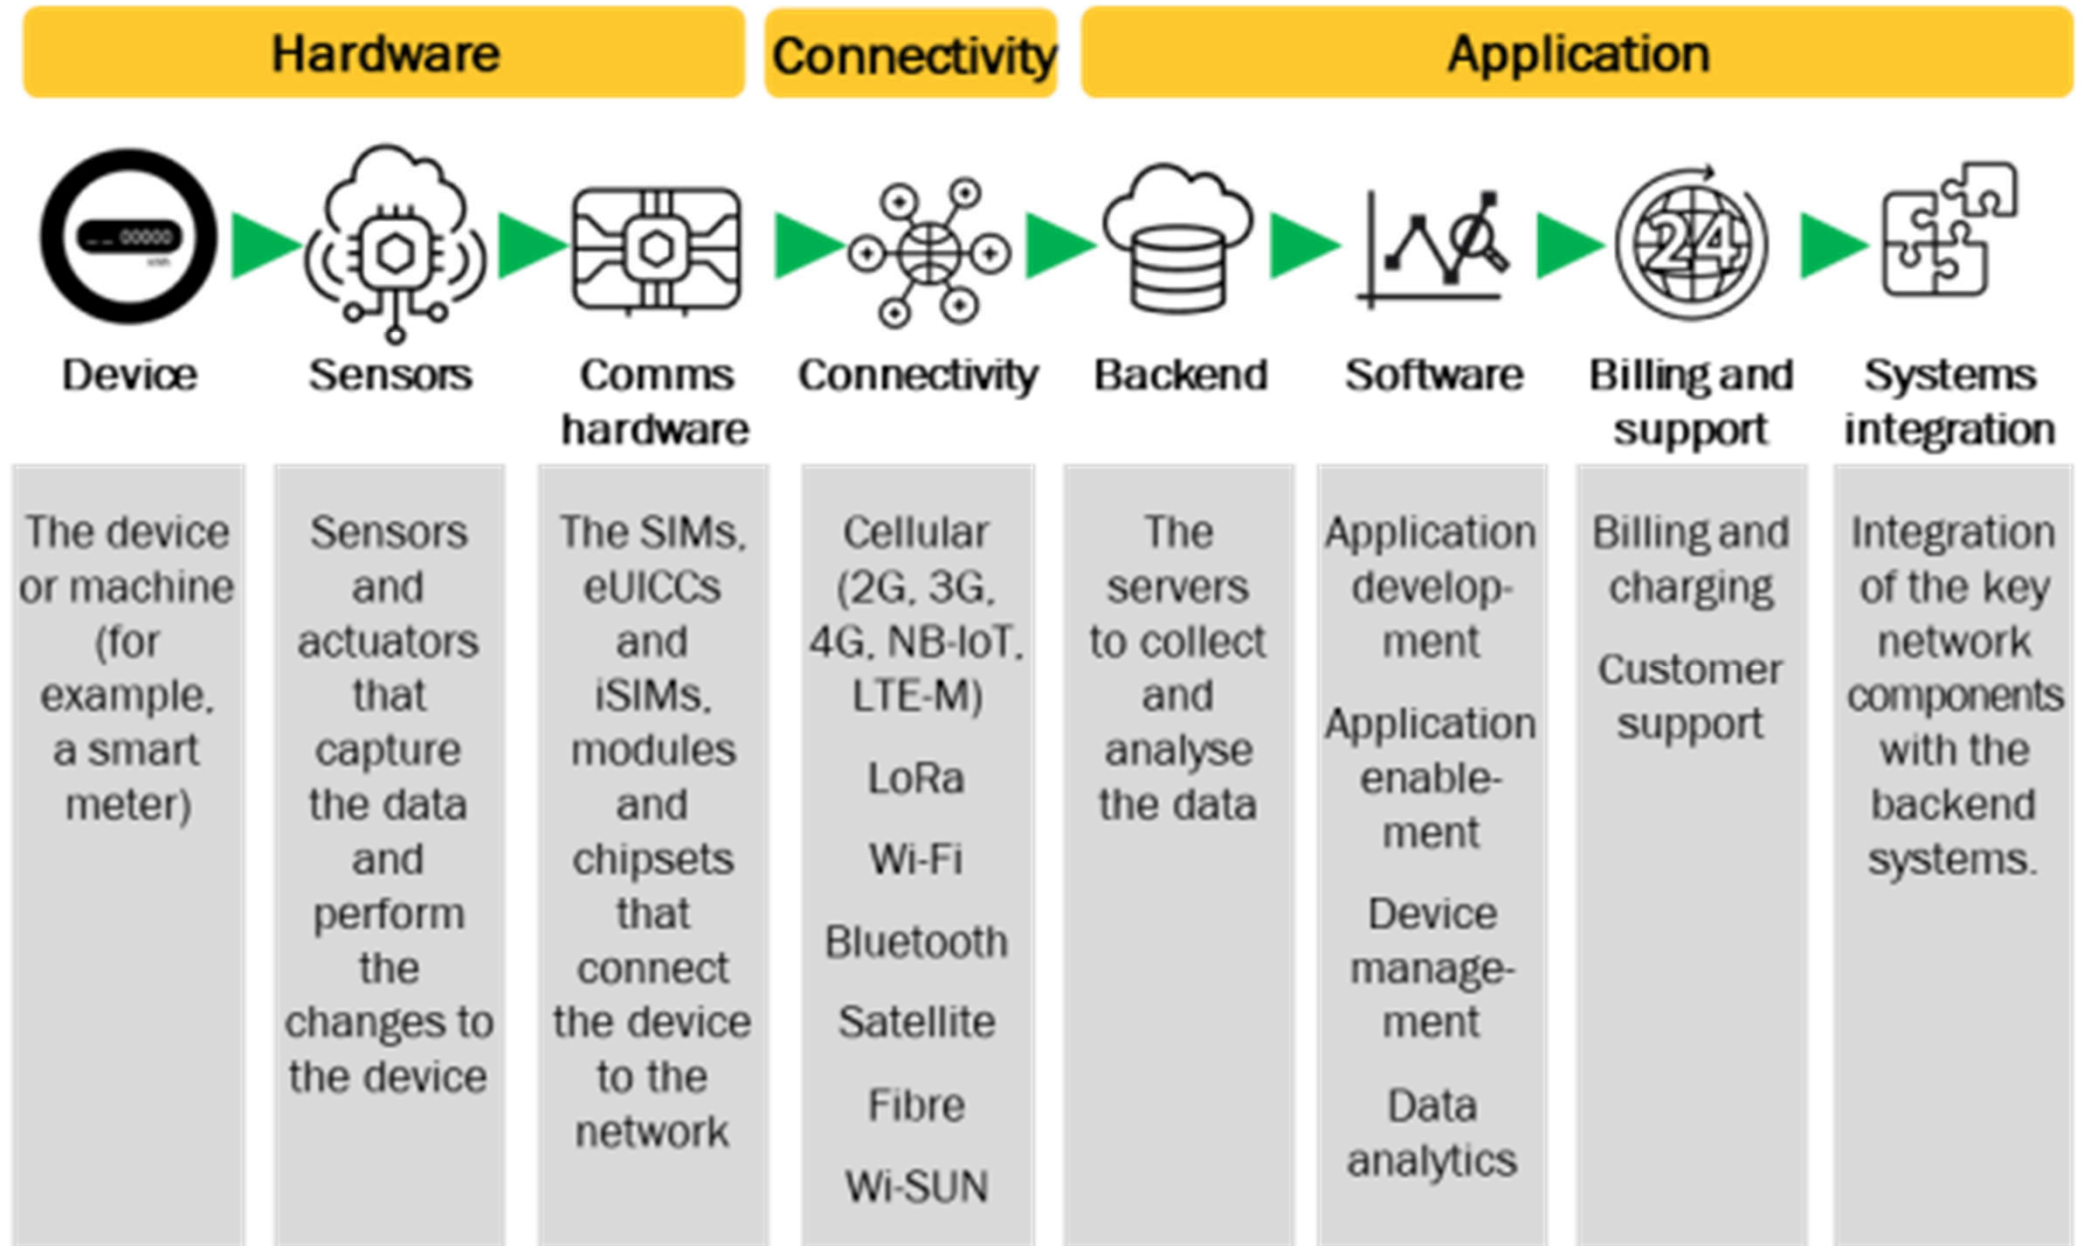 Hardware
Connectivity
Application
00000
24
Device
Sensors
Comms
hardware
Connectivity
Backend
Software
Billing and
support
Systems
integration
The device
or machine
(for
example,
a smart
meter)
Sensors
and
actuators
that
capture
the data
and
perform
the
changes to
the device
The SIMs,
eUICCs
and
iSIMs,
modules
and
chipsets
that
connect
the device
to the
network
Cellular
(2G, 3G,
4G, NB-IoT,
LTE-M)
LoRa
Wi-Fi
Bluetooth
Satellite
Fibre
Wi-SUN
The
servers
to collect
and
analyse
the data
Application
develop-
ment
Application
enable-
ment
Device
manage-
ment
Data
analytics
Billing and
charging
Customer
support
Integration
of the key
network
components
with the
backend
systems.